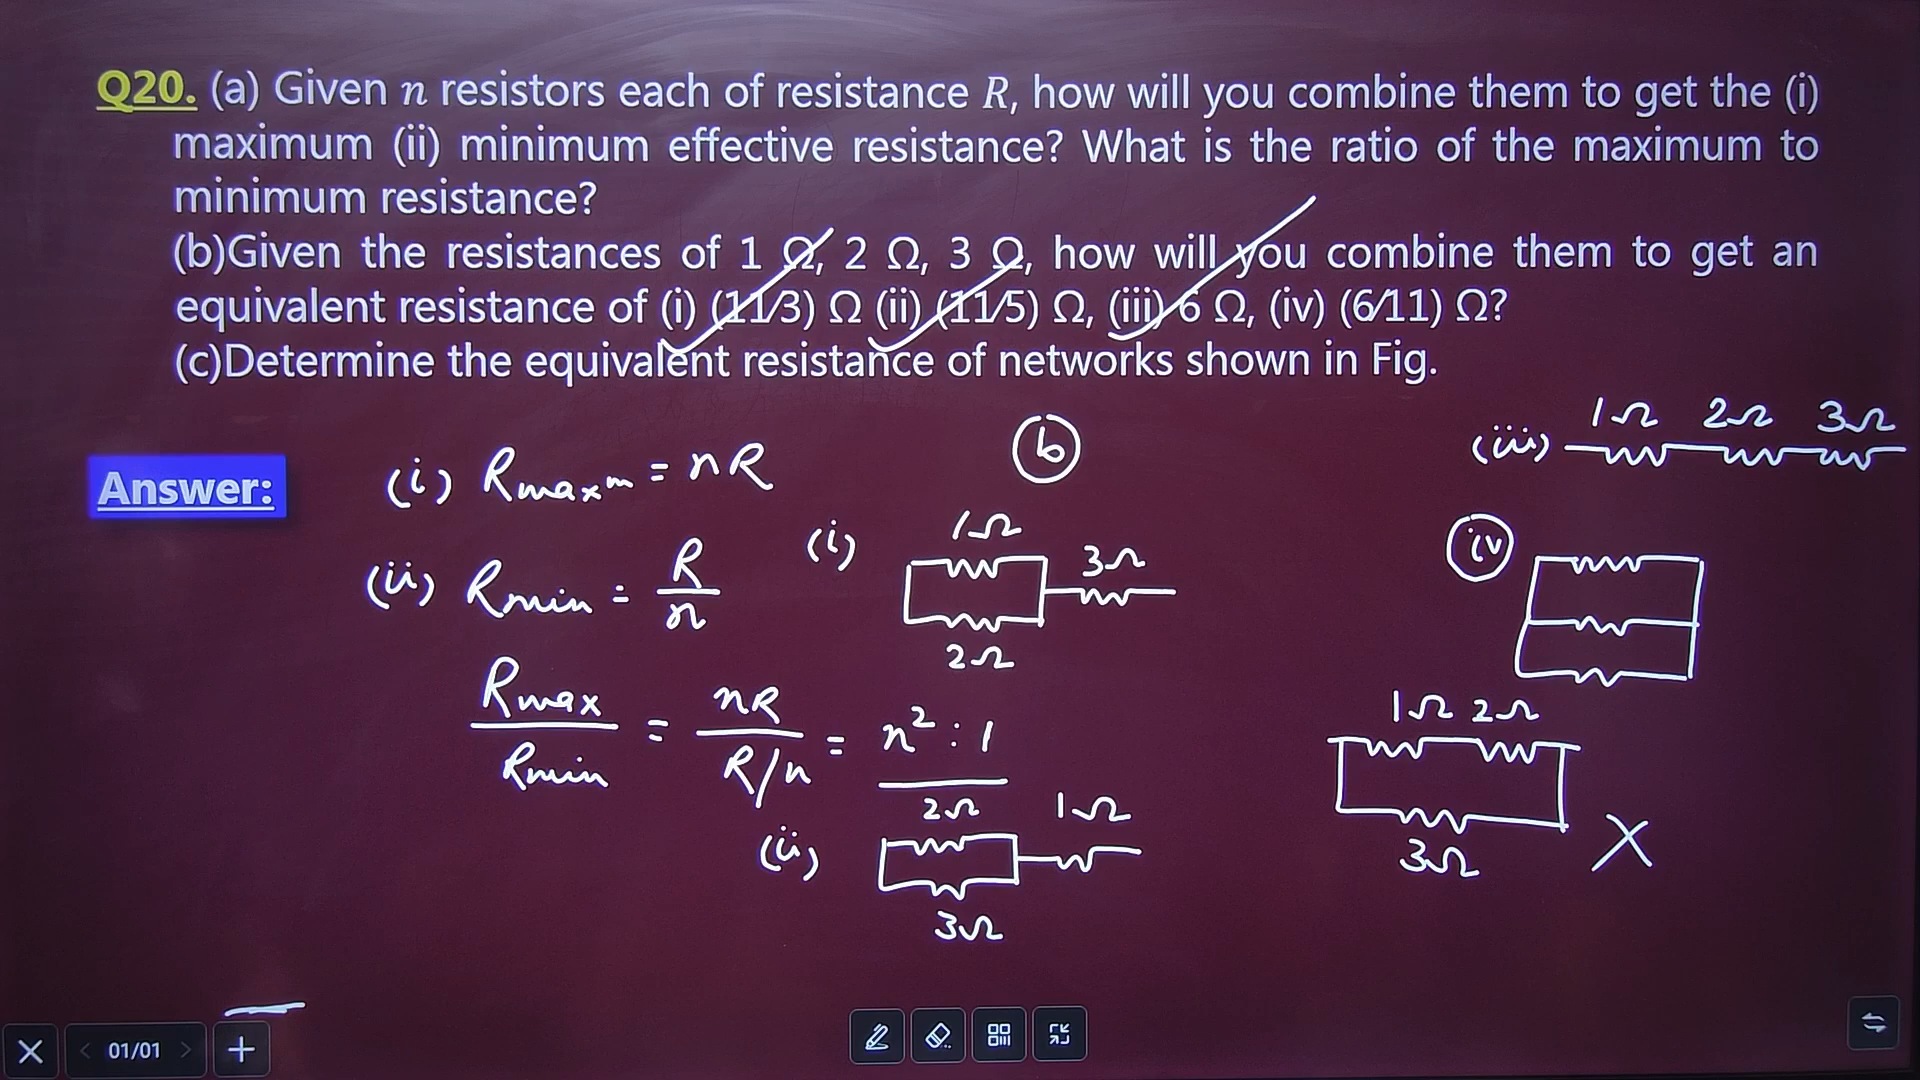 Q20. (a) Given n resistors each of resistance R, how will you combine them to get the (i)
maximum (ii) minimum effective resistance? What is the ratio of the maximum to
minimum resistance?
(b)Given the resistances of 1 Ω, 2 Ω, 3 Ω, how will you combine them to get an
equivalent resistance of (i) (11/3) Ω (ii) (11/5) Ω, (iii) 6 Ω, (iv) (6/11) Ω?
(c)Determine the equivalent resistance of networks shown in Fig.
Answer:
(i) Rmaxm = nR
(ii) Rmin = R/n
Rmax/Rmin = nR/R/n = n² : 1
(b)
(i)
1Ω
3Ω
2Ω
(ii)
2Ω 1Ω
3Ω
(iii) 1Ω 2Ω 3Ω
(iv)
1Ω 2Ω
3Ω
X
01/01